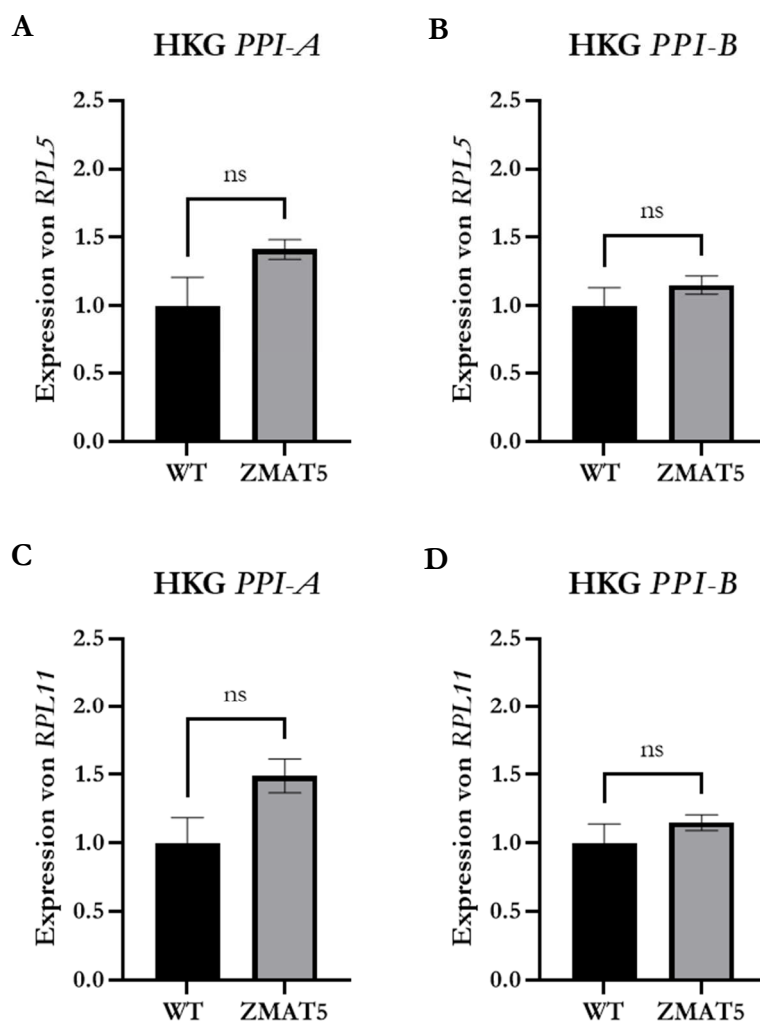 A
HKG PPI-A
Expression von RPL5
2.5
2.0
1.5
1.0
0.5
0.0
ns
WT ZMAT5
B
HKG PPI-B
Expression von RPL5
2.5
2.0
1.5
1.0
0.5
0.0
ns
WT ZMAT5
C
HKG PPI-A
Expression von RPL11
2.5
2.0
1.5
1.0
0.5
0.0
ns
WT ZMAT5
D
HKG PPI-B
Expression von RPL11
2.5
2.0
1.5
1.0
0.5
0.0
ns
WT ZMAT5